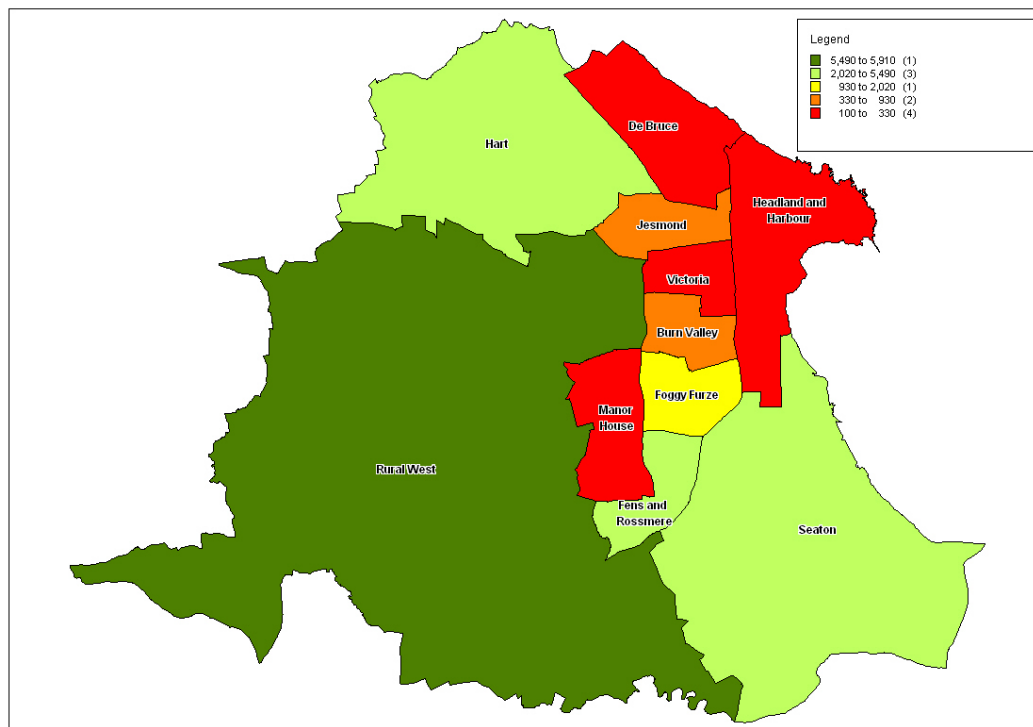 Legend
5,490 to 5,910 (1)
2,020 to 5,490 (3)
930 to 2,020 (1)
330 to 930 (2)
100 to 330 (4)
De Bruce
Hart
Headland and
Harbour
Jesmond
Victoria
Burn Valley
Foggy Furze
Manor
House
Rural West
Fens and
Rossmere
Seaton